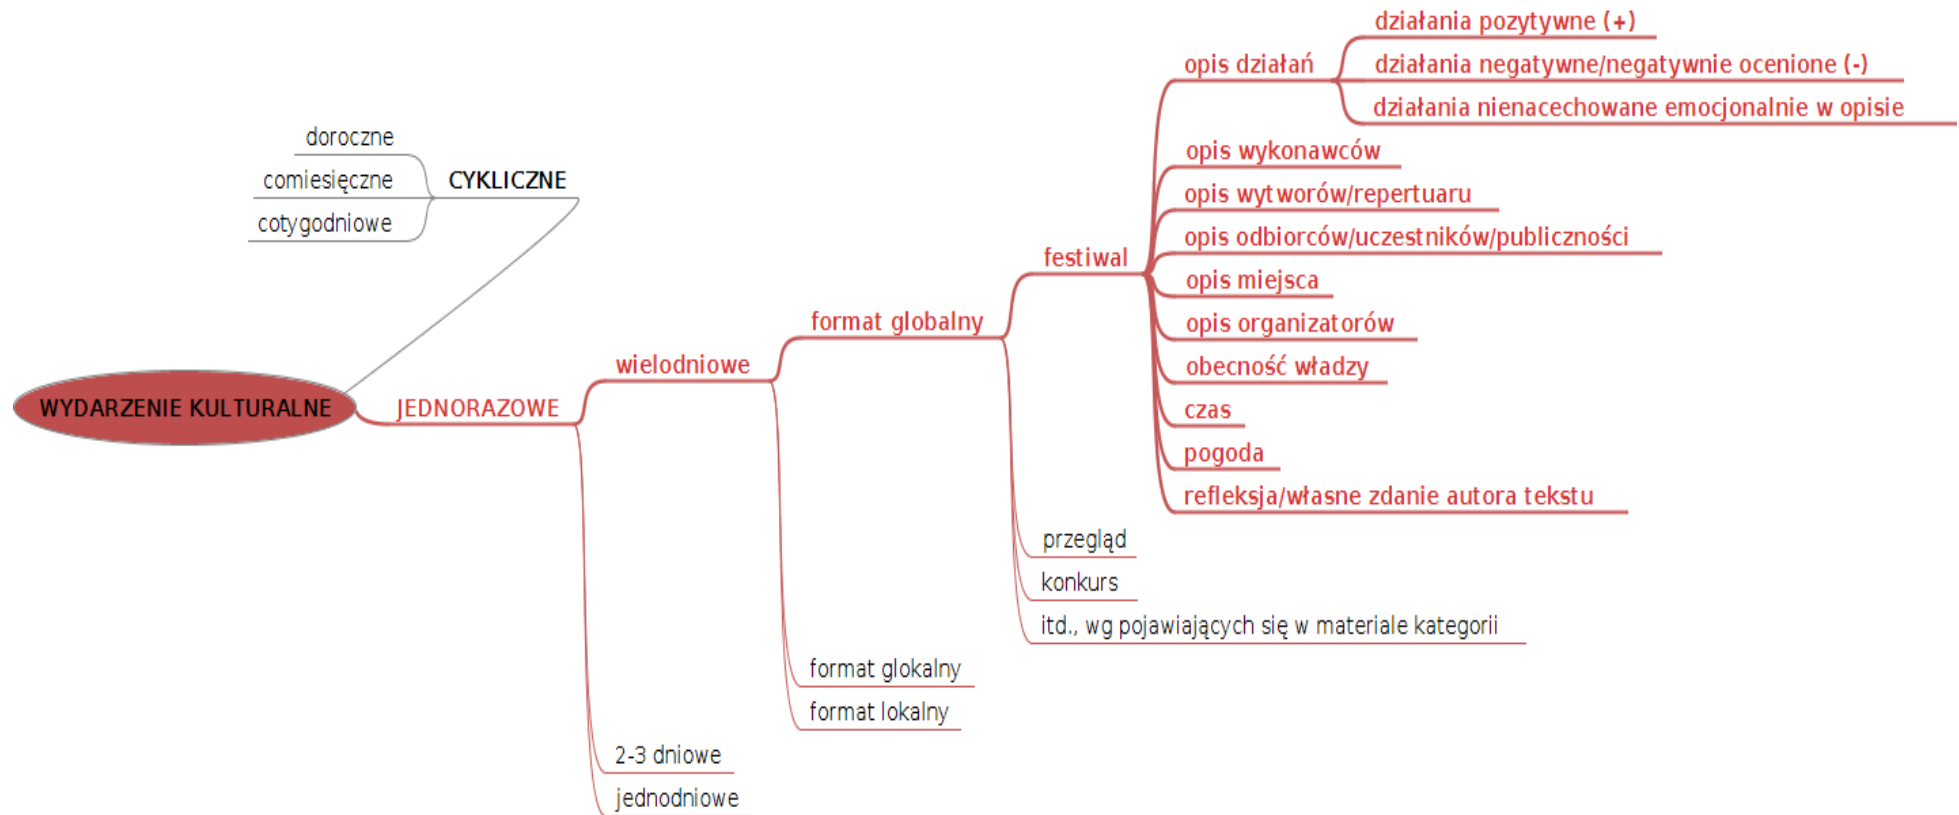 działania pozytywne (+)
opis działań
działania negatywne/negatywnie ocenione (-)
działania nienacechowane emocjonalnie w opisie
doroczne
opis wykonawców
comiesięczne
CYKLICZNE
opis wytworów/repertuaru
cotygodniowe
opis odbiorców/uczestników/publiczności
festiwal
opis miejsca
format globalny
opis organizatorów
wielodniowe
obecność władzy
WYDARZENIE KULTURALNE
JEDNORAZOWE
czas
pogoda
refleksja/własne zdanie autora tekstu
przegląd
konkurs
itd., wg pojawiających się w materiale kategorii
format glokalny
format lokalny
2-3 dniowe
jednodniowe